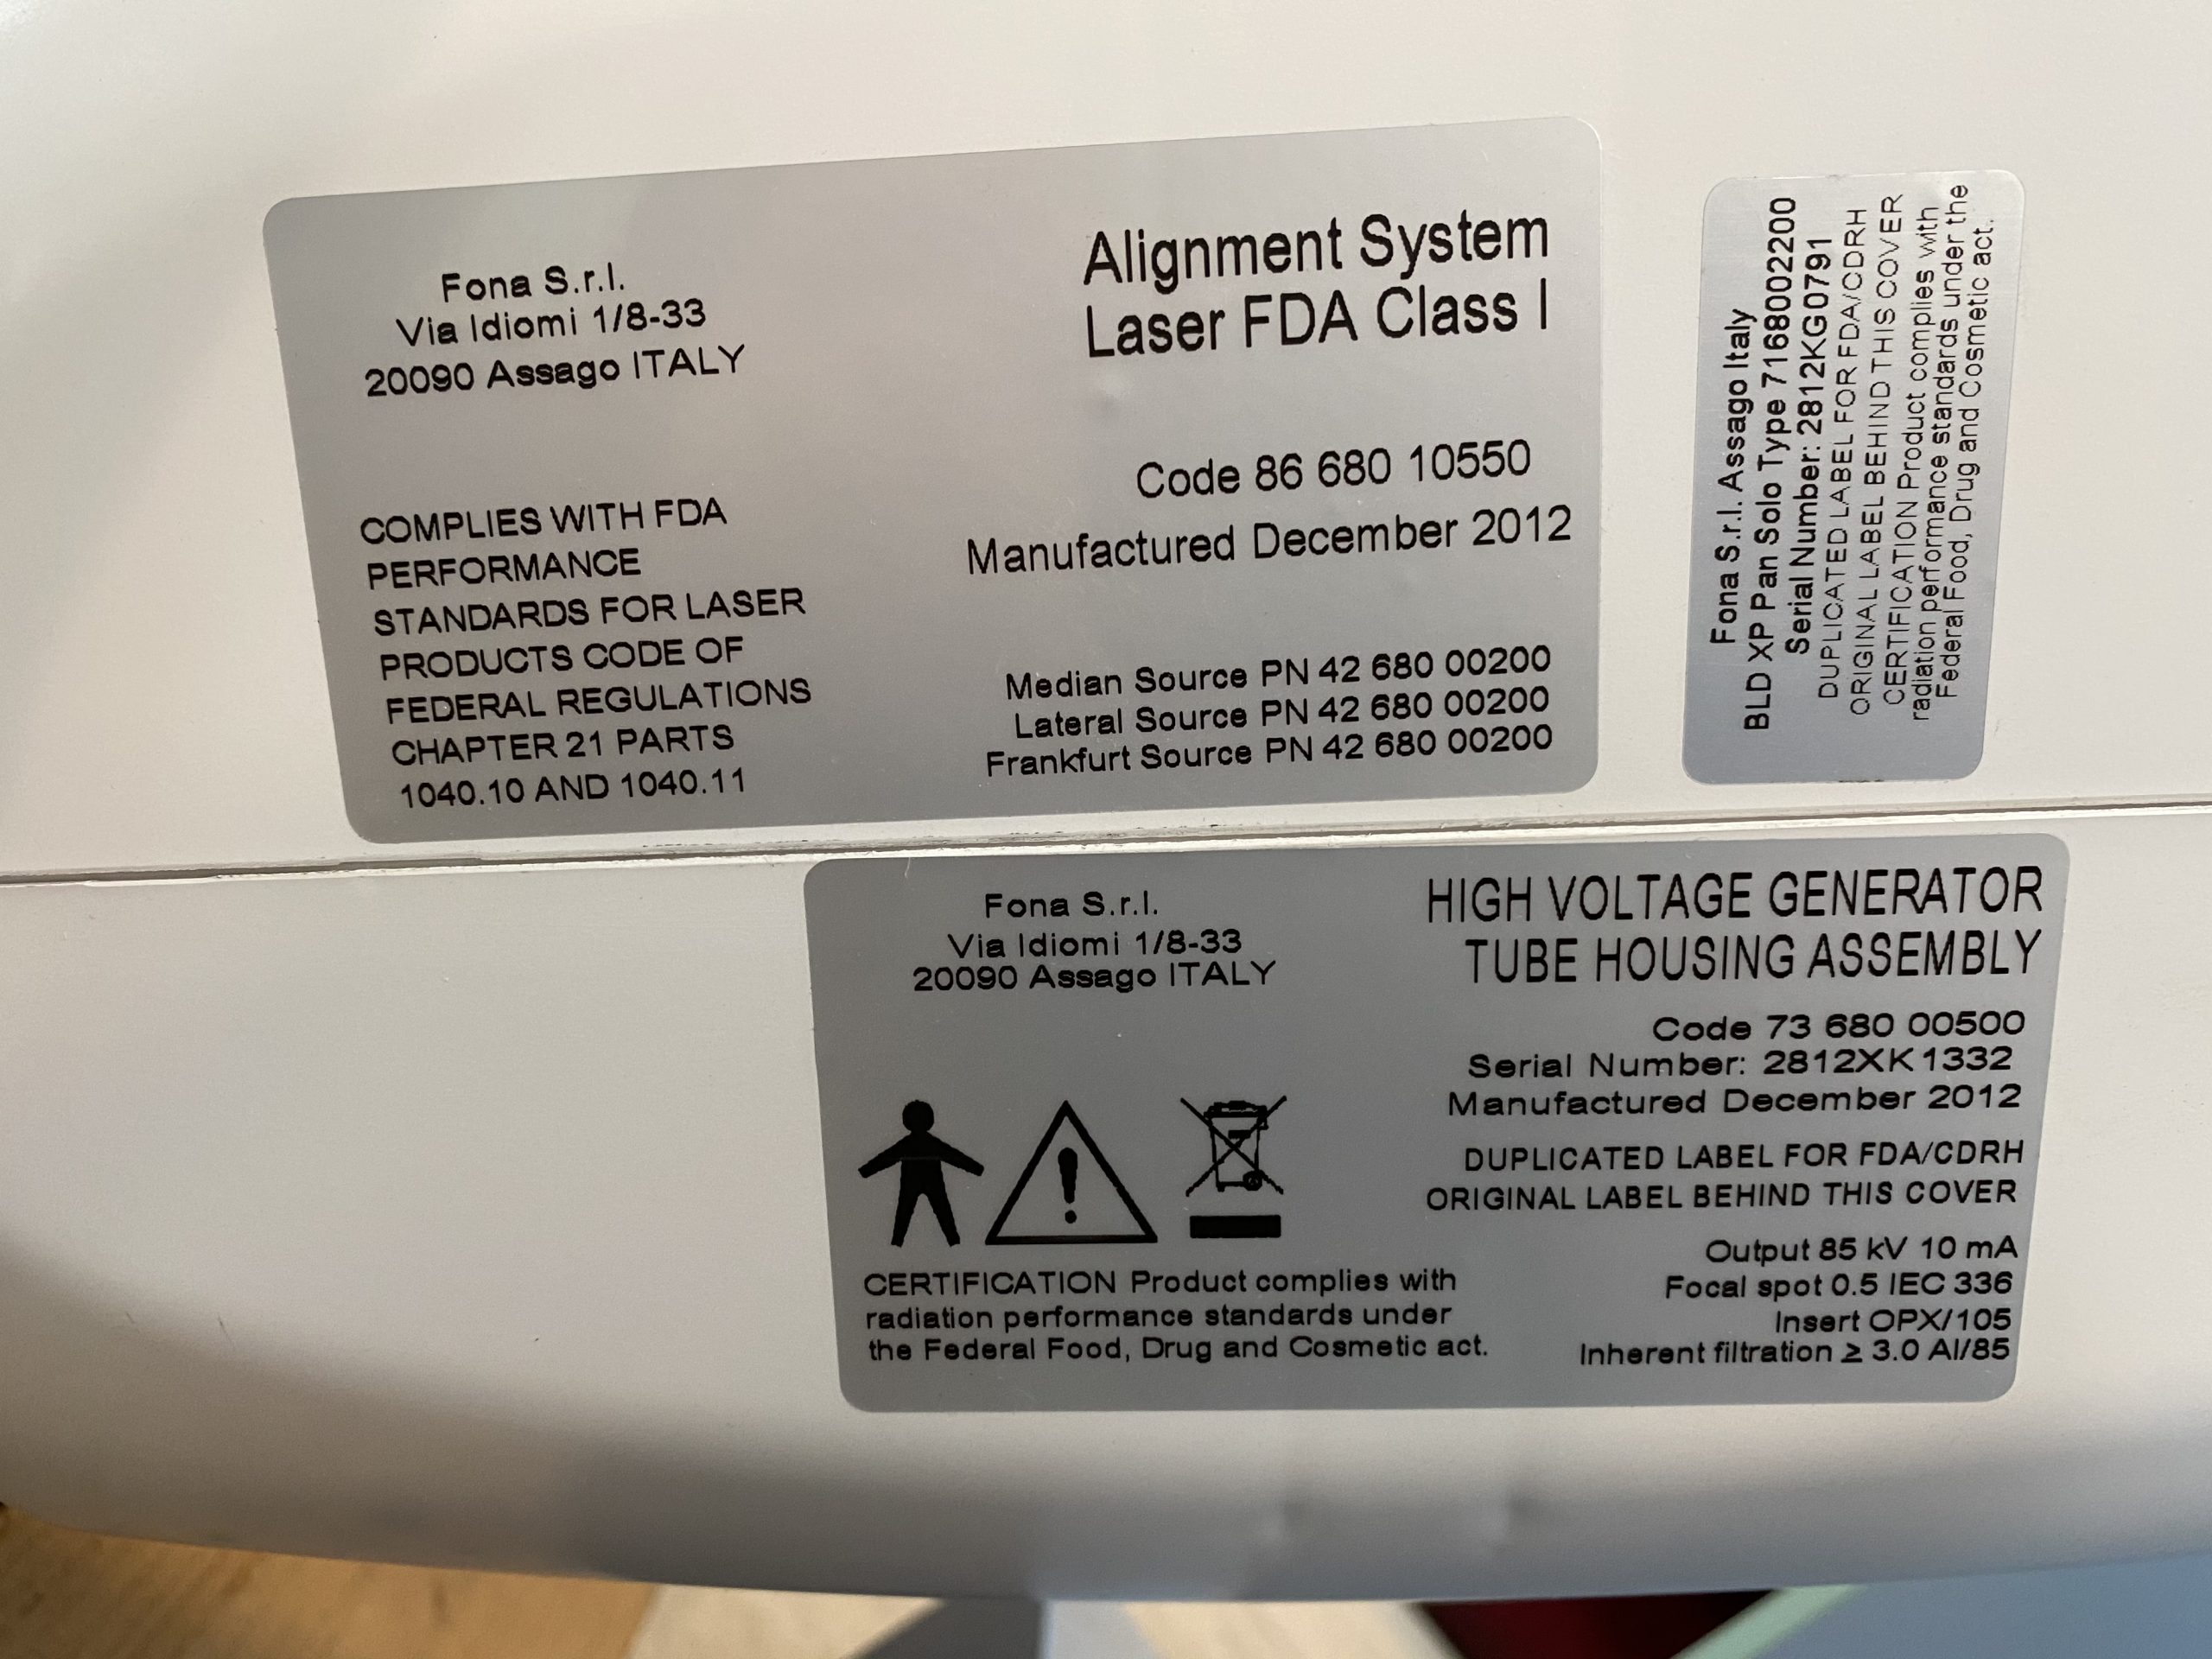 Fona S.r.l.
Via Idiomi 1/8-33
20090 Assago ITALY
COMPLIES WITH FDA
PERFORMANCE
STANDARDS FOR LASER
PRODUCTS CODE OF
FEDERAL REGULATIONS
CHAPTER 21 PARTS
1040.10 AND 1040.11
Alignment System
Laser FDA Class I
Code 86 680 10550
Manufactured December 2012
Median Source PN 42 680 00200
Lateral Source PN 42 680 00200
Frankfurt Source PN 42 680 00200
Fona S.r.l. Assago Italy
BLD XP Pan Solo Type 7168002200
Serial Number: 2812KG0791
DUPLICATED LABEL FOR FDA/CDRH
ORIGINAL LABEL BEHIND THIS COVER
CERTIFICATION Product complies with
radiation performance standards under the
Federal Food, Drug and Cosmetic act.
Fona S.r.l.
Via Idiomi 1/8-33
20090 Assago ITALY
CERTIFICATION Product complies with
radiation performance standards under
the Federal Food, Drug and Cosmetic act.
HIGH VOLTAGE GENERATOR
TUBE HOUSING ASSEMBLY
Code 73 680 00500
Serial Number: 2812XK1332
Manufactured December 2012
DUPLICATED LABEL FOR FDA/CDRH
ORIGINAL LABEL BEHIND THIS COVER
Output 85 kV 10 mA
Focal spot 0.5 IEC 336
Insert OPX/105
Inherent filtration ≥ 3.0 Al/85